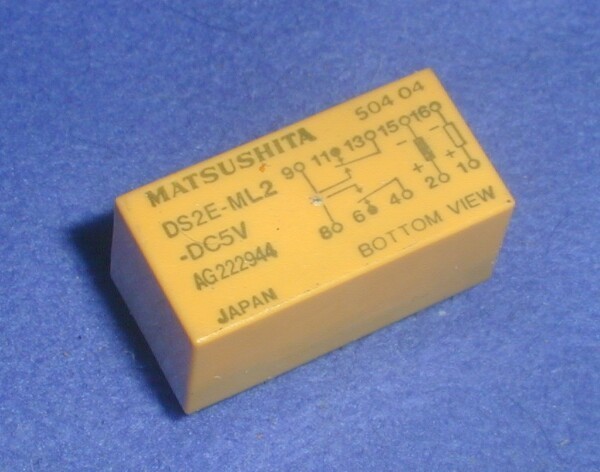 MATSUSHITA 504 04
DS2E-ML2
-DC5V
AG222944
JAPAN
9 11 13 15 16
- -
+ +
8 6 4 2 1
BOTTOM VIEW